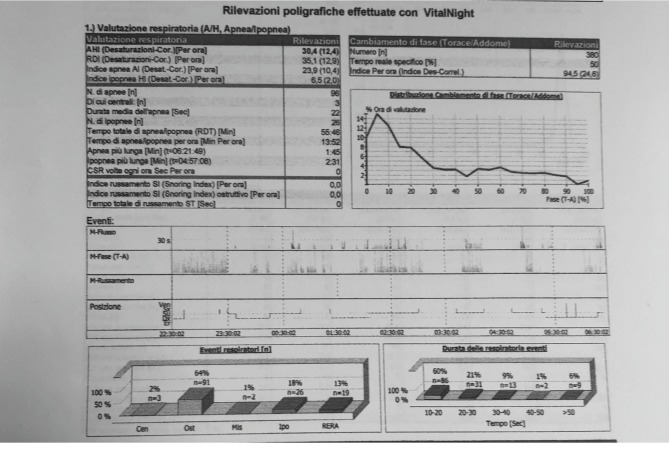 Rilevazioni poligrafiche effettuate con VitalNight
1.) Valutazione respiratoria (A/H, Apnea/Ipopnea)
Valutazione respiratoria Rilevazioni
AHI (Desaturazioni-Cor.)[Per ora] 30,4 (12,4)
RDI (Desaturazioni-Cor.) [Per ora] 35,1 (12,9)
Indice apnea AI (Desat.-Cor.) [Per ora] 23,9 (10,4)
Indice ipopnea HI (Desat.-Cor.) [Per ora] 6,5 (2,0)
N. di apnee [n] 96
Di cui centrali: [n] 3
Durata media dell'apnea [Sec] 22
N. di ipopnee [n] 26
Tempo totale di apnea/ipopnea (RDT) [Min] 55:46
Tempo di apnea/ipopnea per ora [Min Per ora] 13:52
Apnea più lunga [Min] (t=06:21:49) 1:45
Ipopnea più lunga [Min] (t=04:57:08) 2:31
CSR volte ogni ora Sec Per ora 0
Indice russamento SI (Snoring Index) [Per ora] 0,0
Indice russamento SI (Snoring Index) ostruttivo [Per ora] 0,0
Tempo totale di russamento ST [Sec] 0
Cambiamento di fase (Torace/Addome) Rilevazioni
Numero [n] 380
Tempo reale specifico [%] 50
Indice Per ora (Indice Des-Correl.) 94,5 (24,6)
Distribuzione Cambiamento di fase (Torace/Addome)
% Ora di valutazione
14
12
10
8
6
4
2
0 10 20 30 40 50 60 70 80 90 100
Fase (T-A) [%]
Eventi:
M-Flusso
30 s
M-Fase (T-A)
M-Russamento
Posizione Ven
22:30:02 23:30:02 00:30:02 01:30:02 02:30:02 03:30:02 04:30:02 05:30:02 06:30:02
Eventi respiratori [n]
64%
2% n=91 1% 18% 13%
n=3 n=2 n=26 n=19
100 %
50 %
0 %
Cen Ost Mis Ipo RERA
Durata delle respiratorie eventi
60% 21% 9% 1% 6%
n=86 n=31 n=13 n=2 n=9
100 %
0 %
10-20 20-30 30-40 40-50 >50
Tempo [Sec]